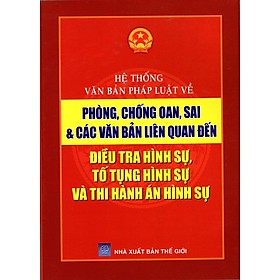 HỆ THỐNG
VĂN BẢN PHÁP LUẬT VỀ
PHÒNG, CHỐNG OAN, SAI
& CÁC VĂN BẢN LIÊN QUAN ĐẾN
ĐIỀU TRA HÌNH SỰ,
TỐ TỤNG HÌNH SỰ
VÀ THI HÀNH ÁN HÌNH SỰ
NHÀ XUẤT BẢN THẾ GIỚI